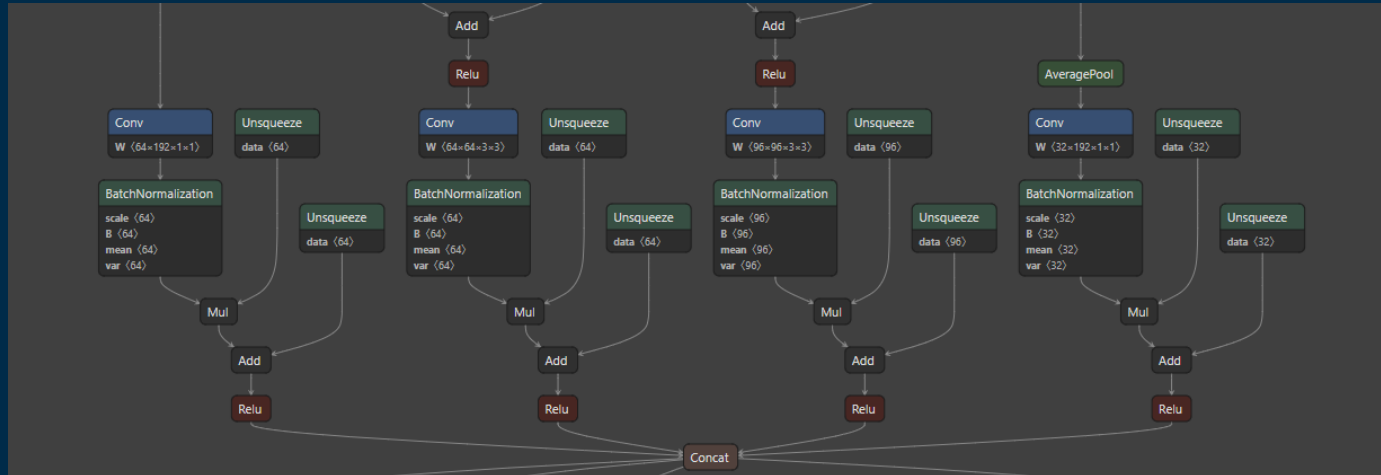 Add
Add
Relu
Relu
AveragePool
Conv
W 〈64×192×1×1〉
Unsqueeze
data 〈64〉
Conv
W 〈64×64×3×3〉
Unsqueeze
data 〈64〉
Conv
W 〈96×96×3×3〉
Unsqueeze
data 〈96〉
Conv
W 〈32×192×1×1〉
Unsqueeze
data 〈32〉
BatchNormalization
scale 〈64〉
B 〈64〉
mean 〈64〉
var 〈64〉
Unsqueeze
data 〈64〉
BatchNormalization
scale 〈64〉
B 〈64〉
mean 〈64〉
var 〈64〉
Unsqueeze
data 〈64〉
BatchNormalization
scale 〈96〉
B 〈96〉
mean 〈96〉
var 〈96〉
Unsqueeze
data 〈96〉
BatchNormalization
scale 〈32〉
B 〈32〉
mean 〈32〉
var 〈32〉
Unsqueeze
data 〈32〉
Mul
Mul
Mul
Mul
Add
Add
Add
Add
Relu
Relu
Relu
Relu
Concat